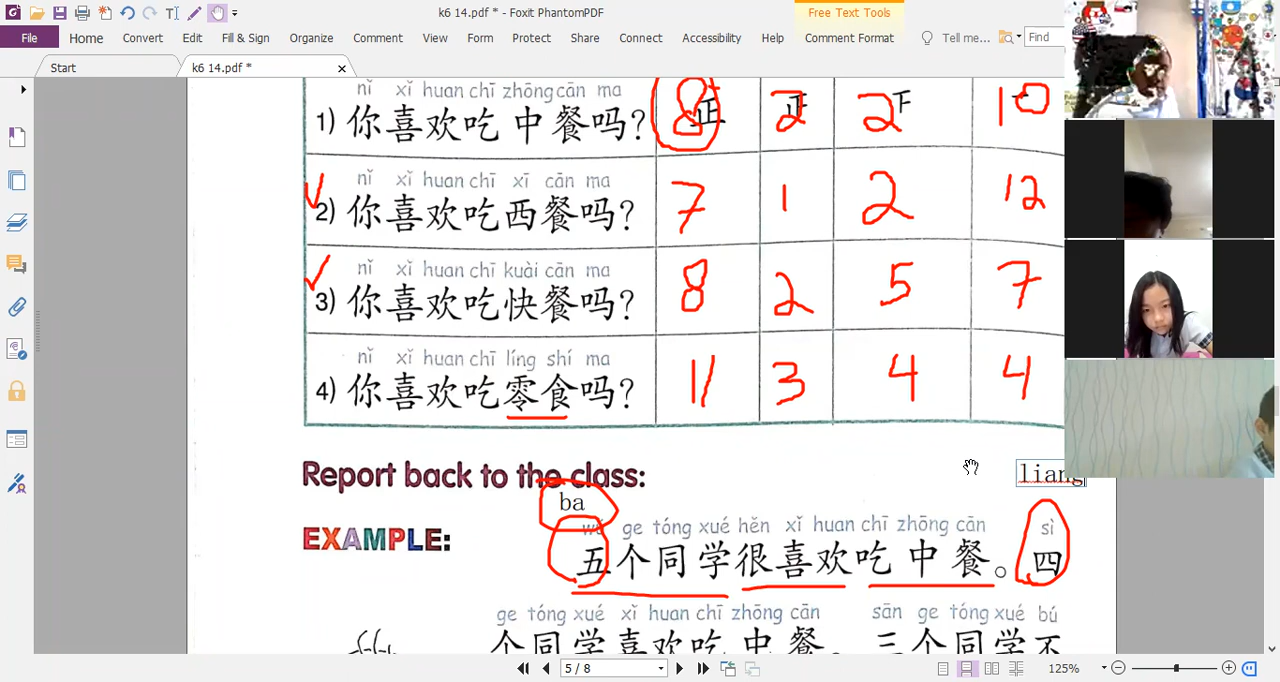 k6 14.pdf * - Foxit PhantomPDF
Free Text Tools
File Home Convert Edit Fill & Sign Organize Comment View Form Protect Share Connect Accessibility Help Comment Format Tell me... Find
Start k6 14.pdf *
nǐ xǐ huan chī zhōng cān ma
1) 你喜欢吃中餐吗? 8 正 2 正 2 下 10
nǐ xǐ huan chī xī cān ma
2) 你喜欢吃西餐吗? 7 1 2 12
nǐ xǐ huan chī kuài cān ma
3) 你喜欢吃快餐吗? 8 2 5 7
nǐ xǐ huan chī líng shí ma
4) 你喜欢吃零食吗? 11 3 4 4
Report back to the class:
liang
ba
ge tóng xué hěn xǐ huan chī zhōng cān sì
EXAMPLE: 五个同学很喜欢吃中餐。四
ge tóng xué xǐ huan chī zhōng cān sān ge tóng xué bú
个同学喜欢吃中餐。三个同学不
5 / 8
125%